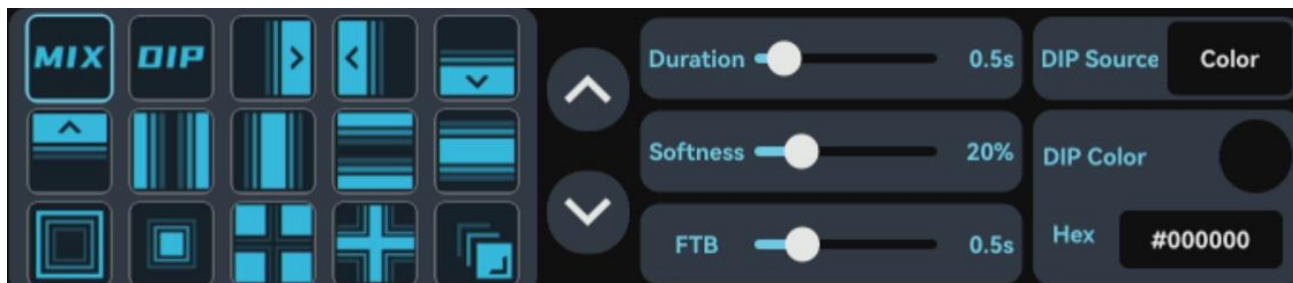 MIX DIP
Duration 0.5s
Softness 20%
FTB 0.5s
DIP Source Color
DIP Color
Hex #000000